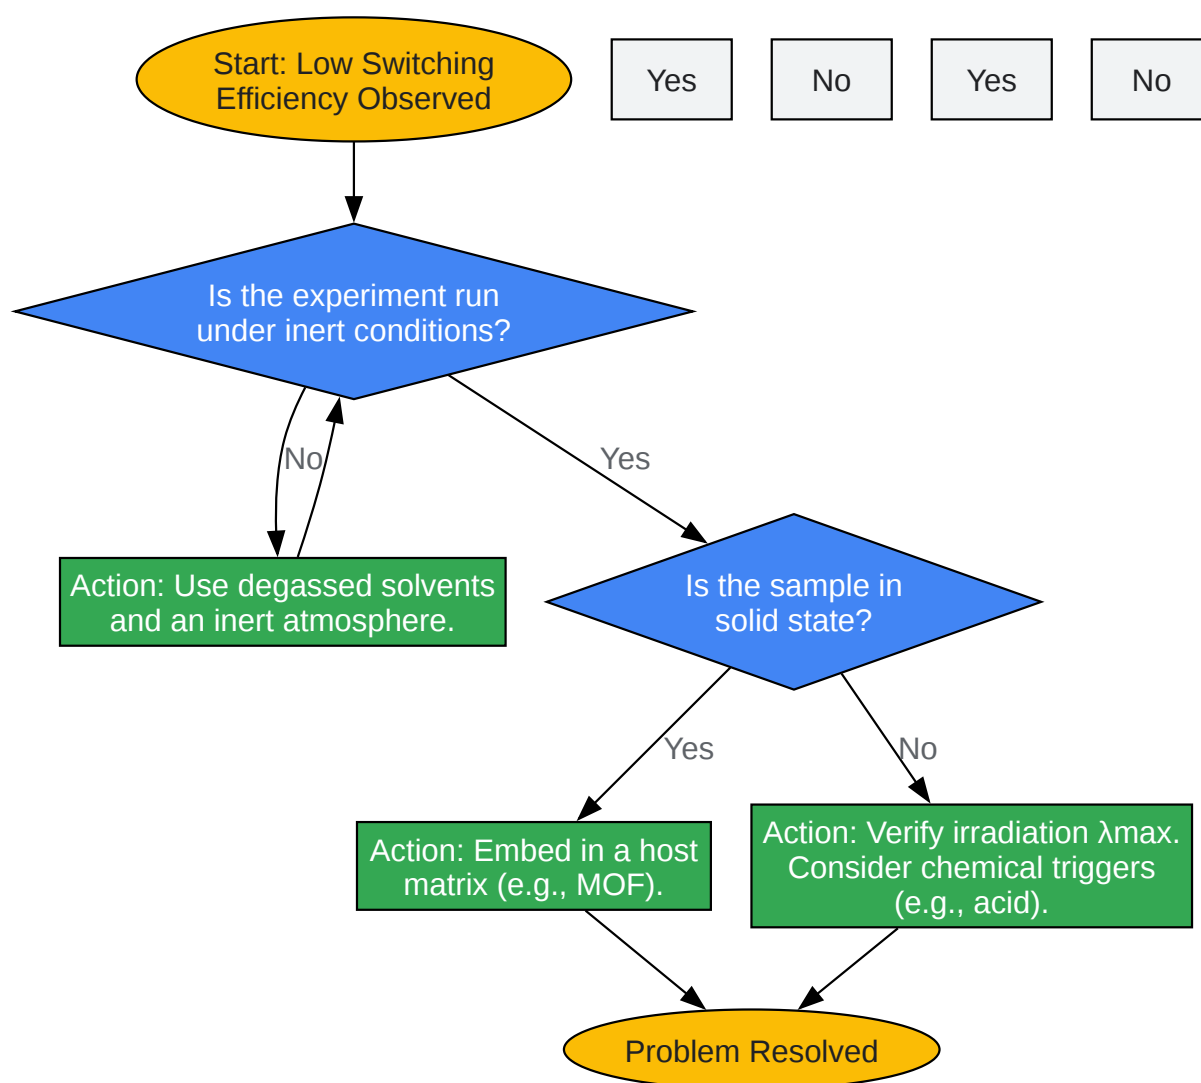 Start: Low Switching
Efficiency Observed
Yes
No
Yes
No
Is the experiment run
under inert conditions?
No
Yes
Action: Use degassed solvents
and an inert atmosphere.
Is the sample in
solid state?
Yes
No
Action: Embed in a host
matrix (e.g., MOF).
Action: Verify irradiation λmax.
Consider chemical triggers
(e.g., acid).
Problem Resolved